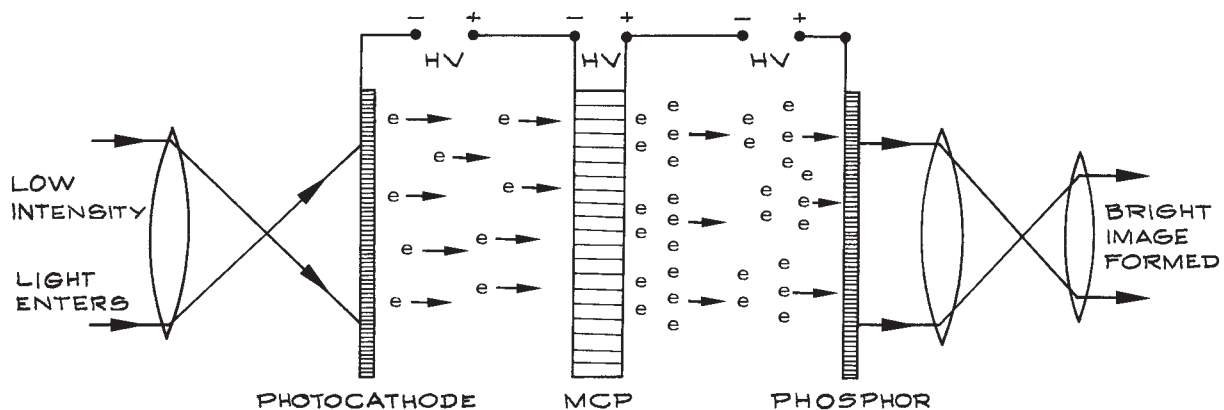 − + − + − +
HV HV HV
e e
e e e e e e
e e e e
e e e
e e
e e e e
e e e e
e e e
e e e
e e e
e e e
e e e e
e e e e
e e e
LOW
INTENSITY
LIGHT
ENTERS
BRIGHT
IMAGE
FORMED
PHOTOCATHODE
MCP
PHOSPHOR